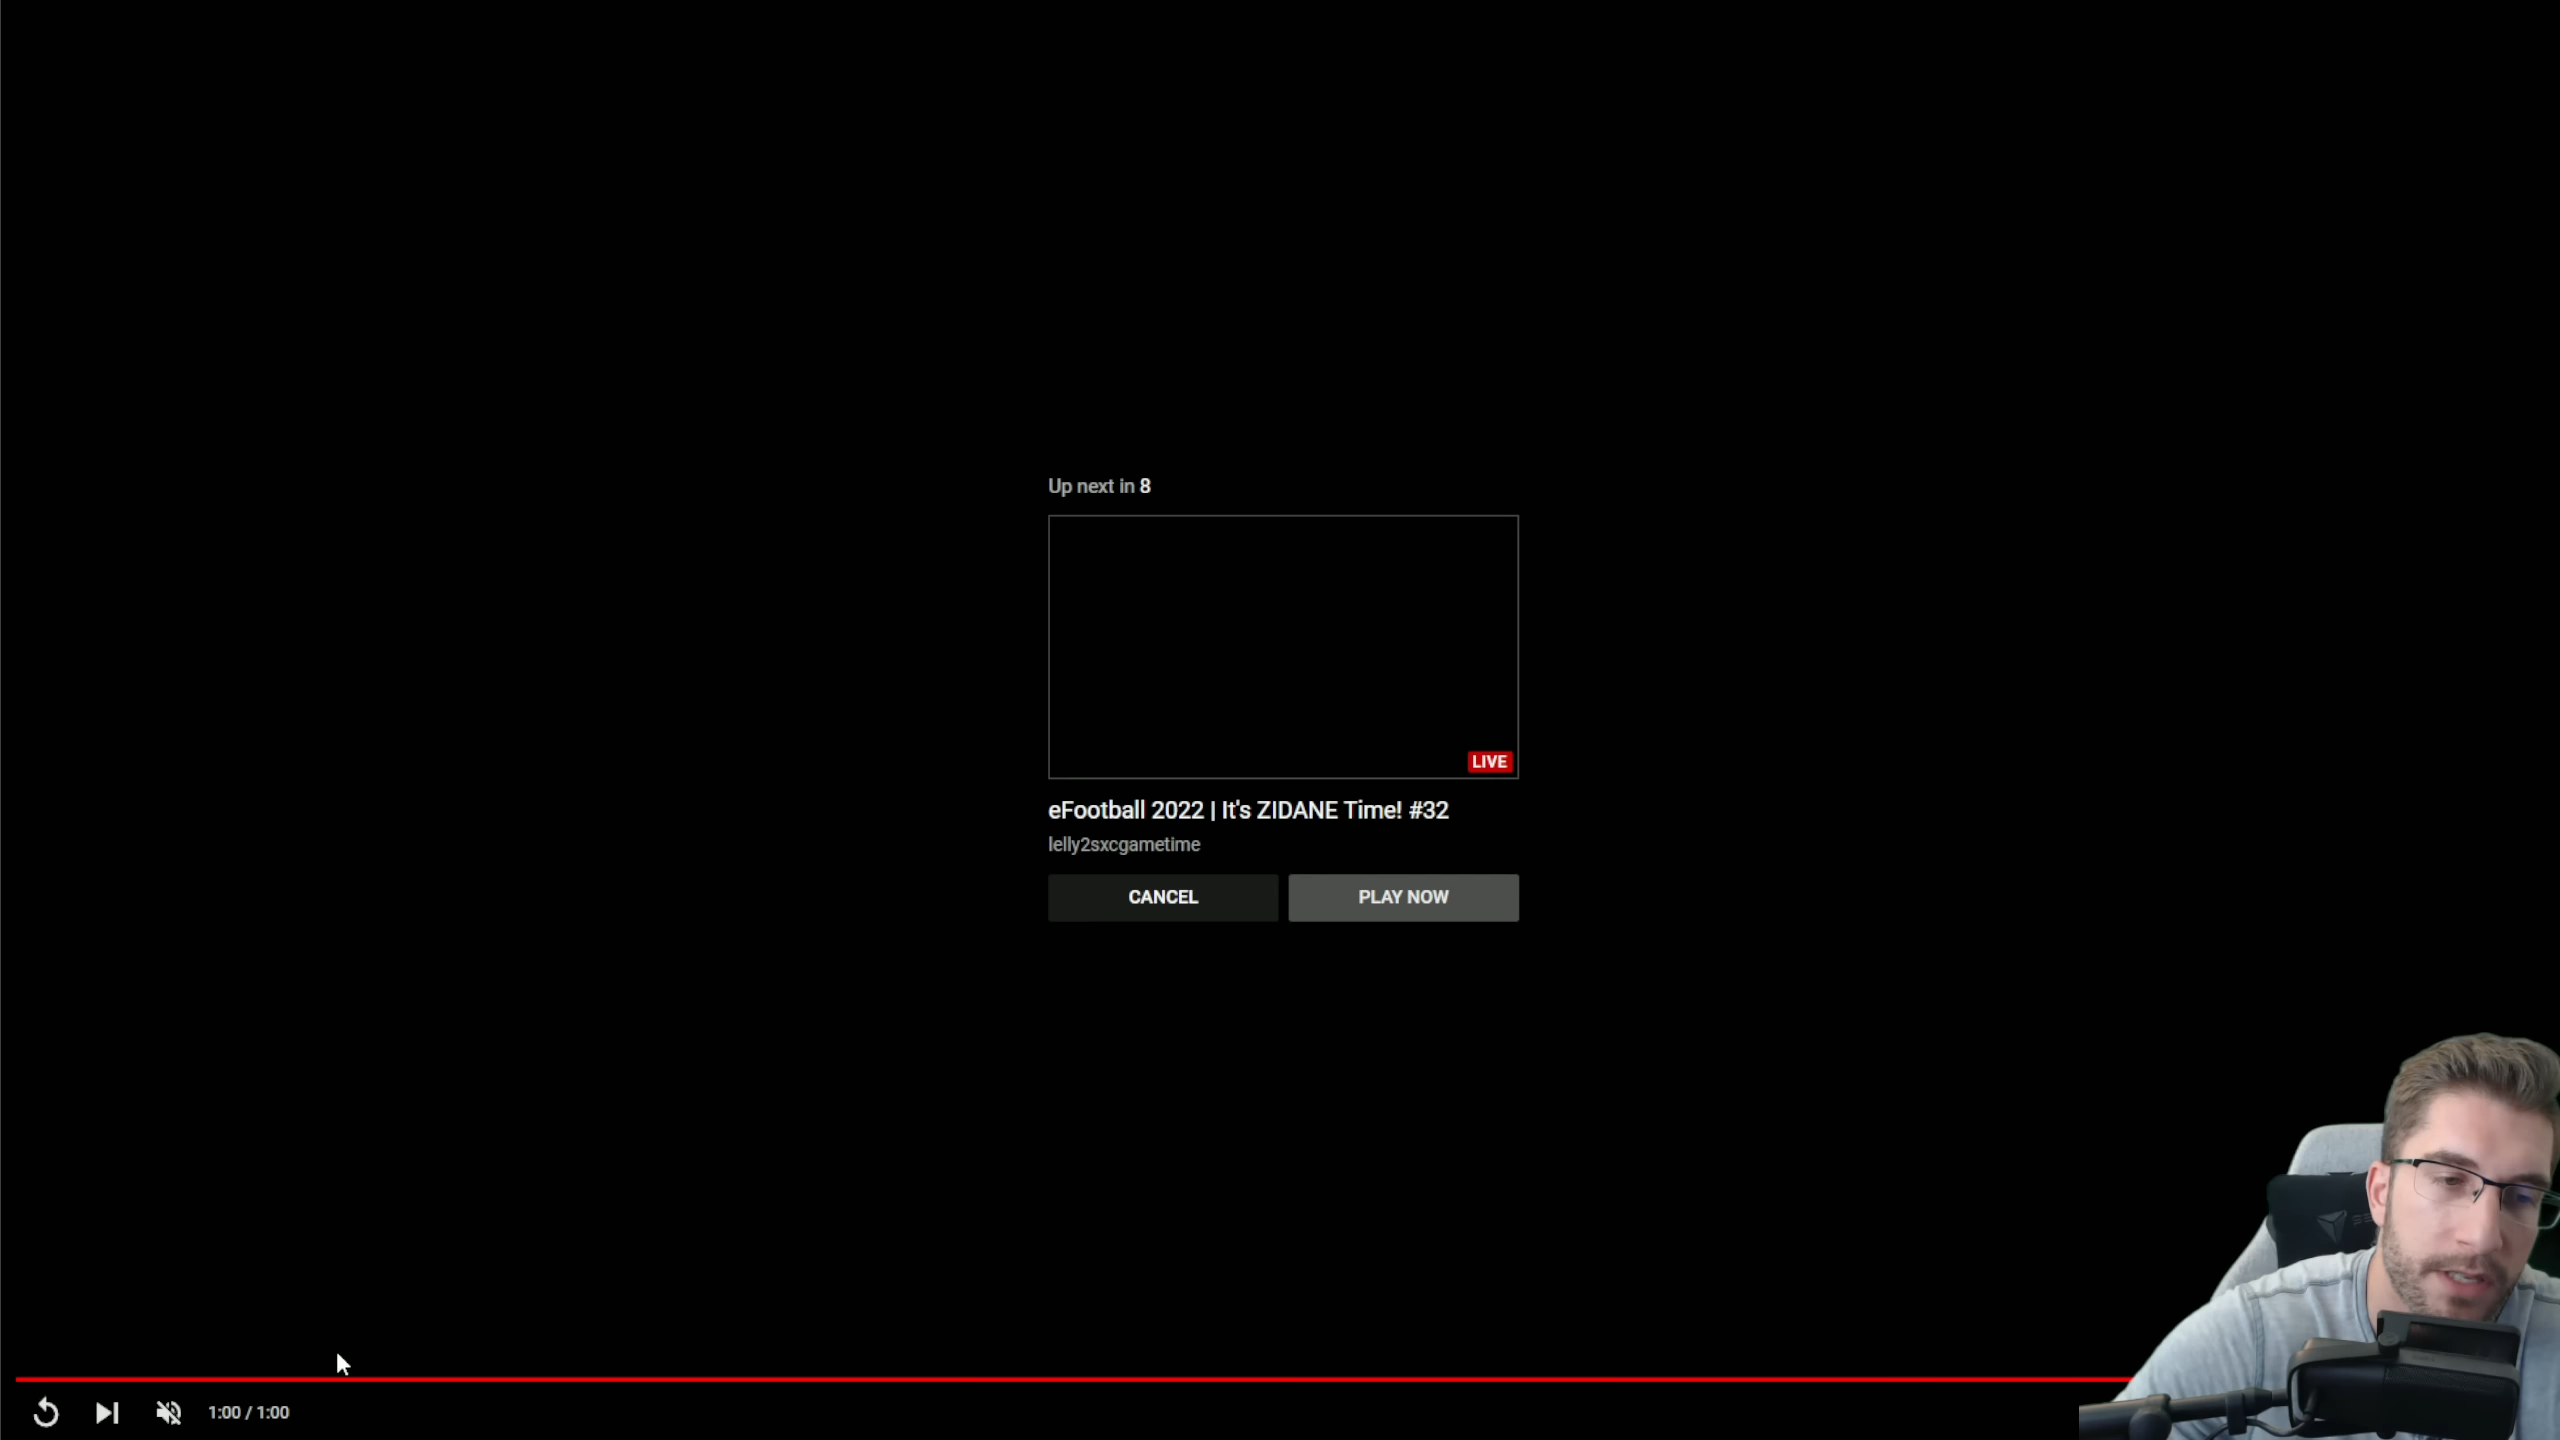 Up next in 8
LIVE
eFootball 2022 | It's ZIDANE Time! #32
lelly2sxcgametime
CANCEL
PLAY NOW
1:00 / 1:00